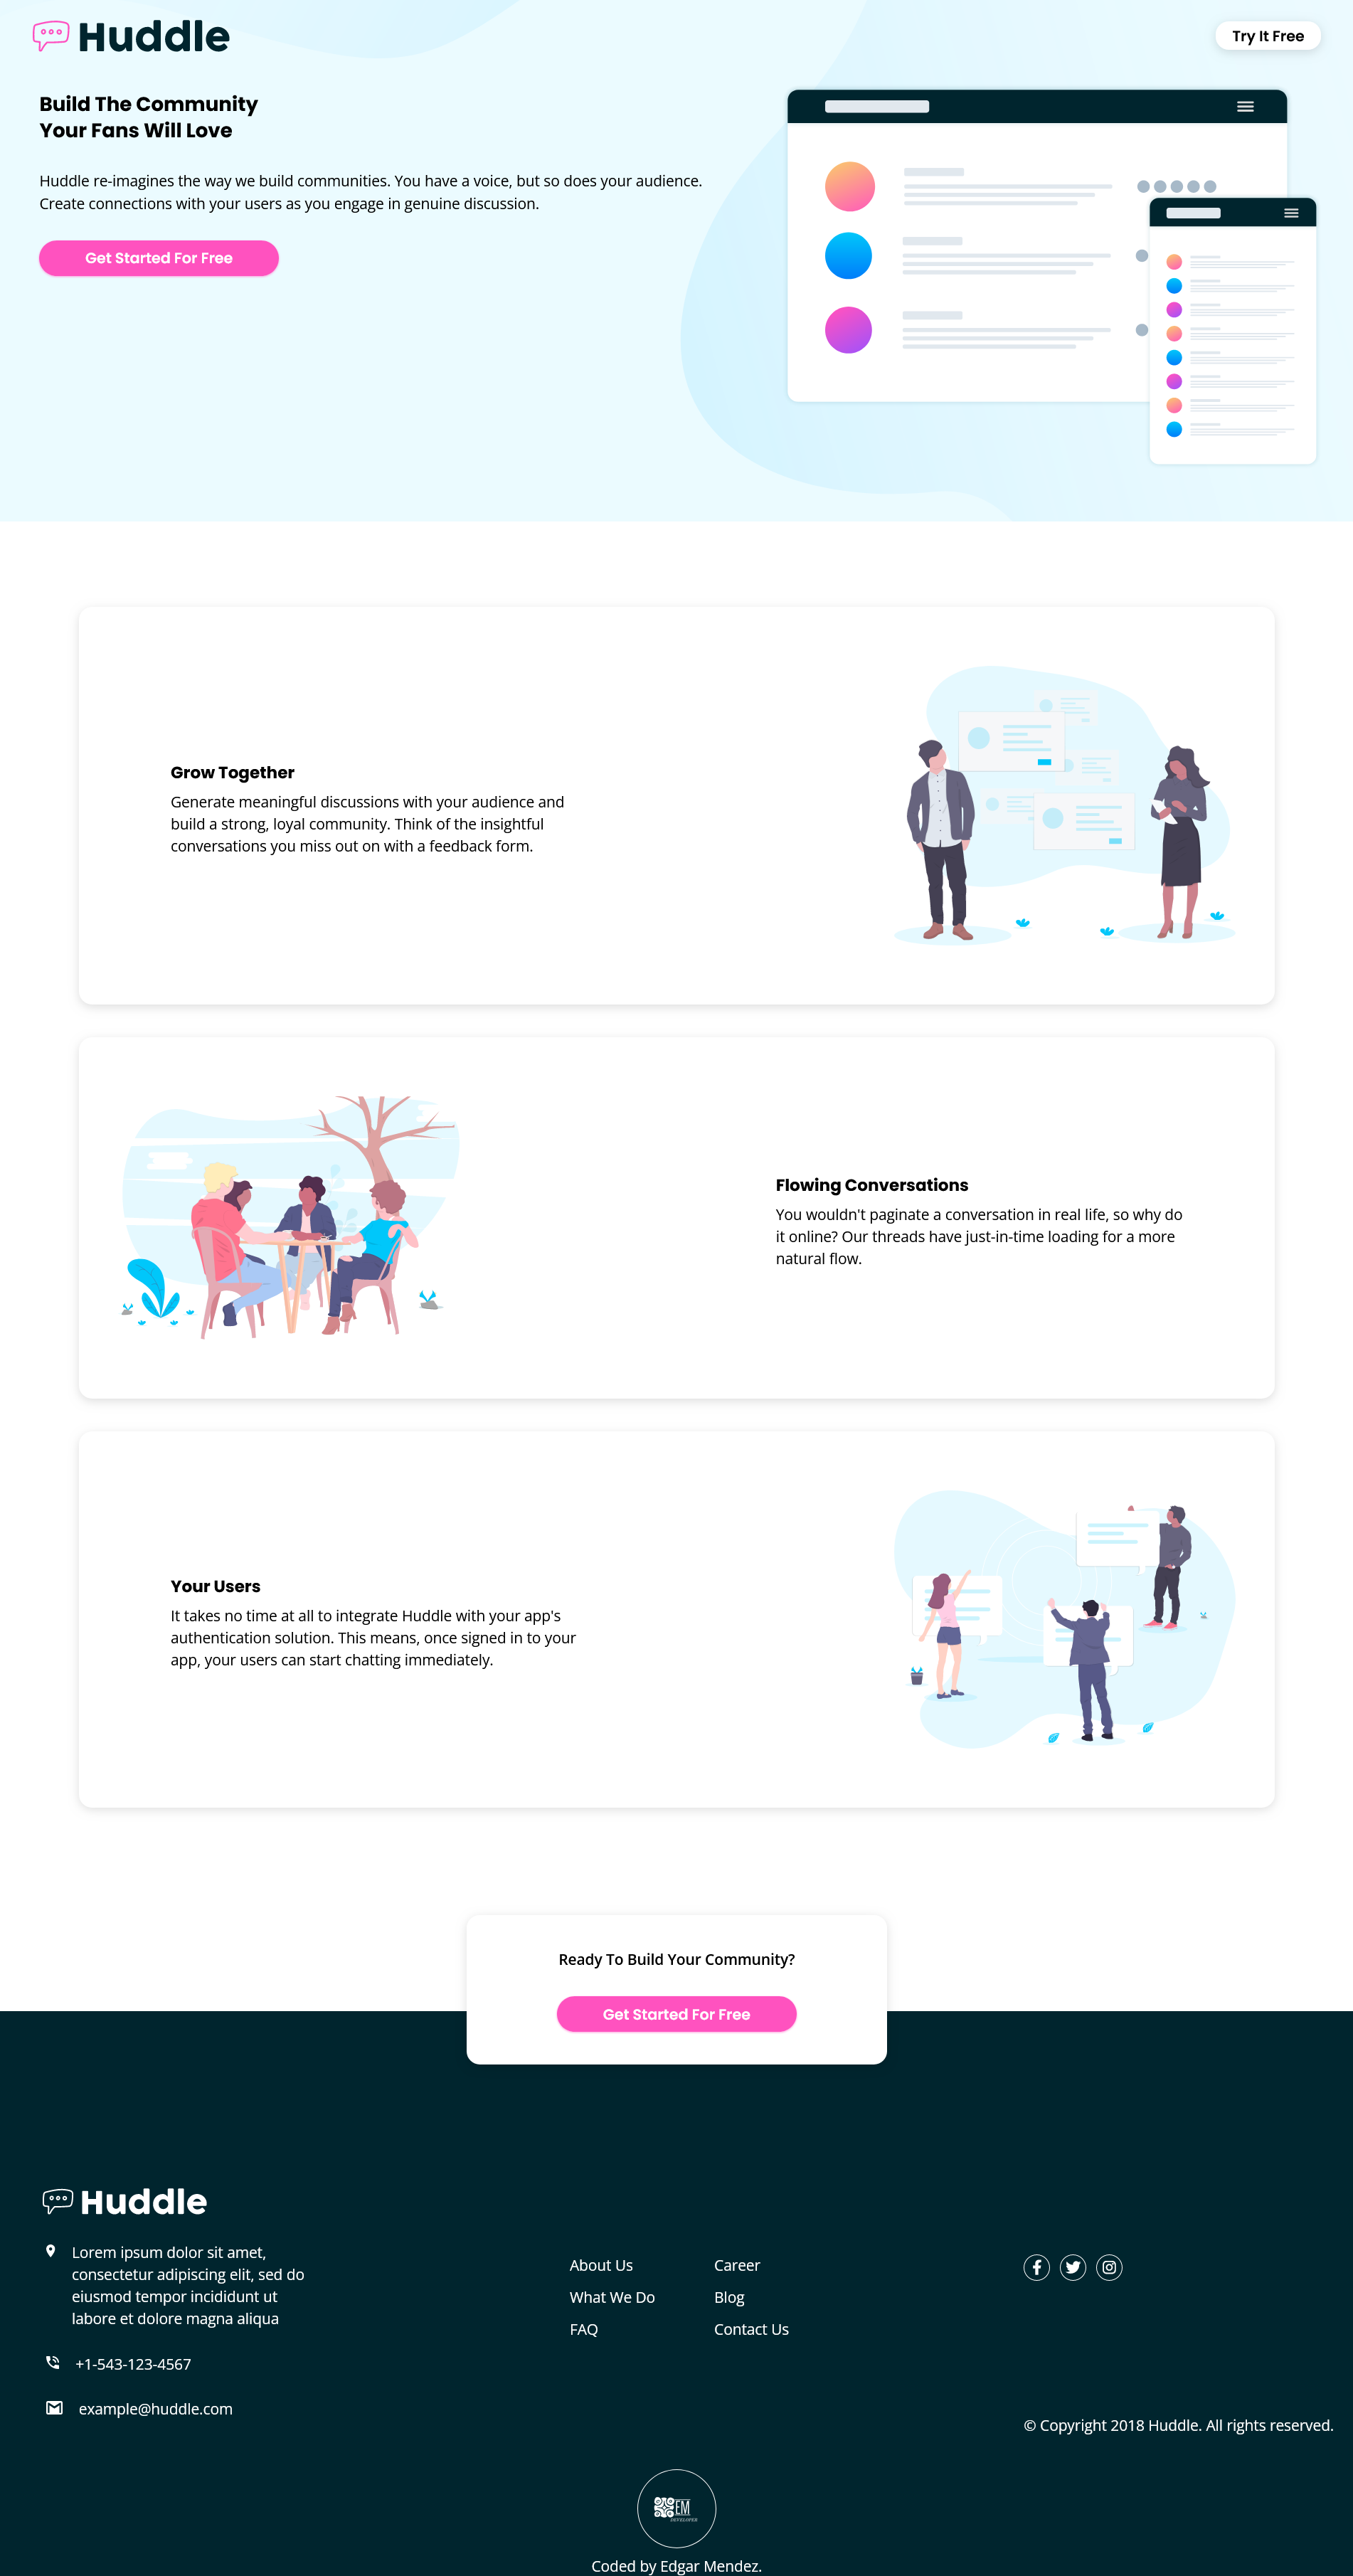 Huddle
Try It Free
Build The Community
Your Fans Will Love
Huddle re-imagines the way we build communities. You have a voice, but so does your audience.
Create connections with your users as you engage in genuine discussion.
Get Started For Free
Grow Together
Generate meaningful discussions with your audience and
build a strong, loyal community. Think of the insightful
conversations you miss out on with a feedback form.
Flowing Conversations
You wouldn't paginate a conversation in real life, so why do
it online? Our threads have just-in-time loading for a more
natural flow.
Your Users
It takes no time at all to integrate Huddle with your app's
authentication solution. This means, once signed in to your
app, your users can start chatting immediately.
Ready To Build Your Community?
Get Started For Free
Huddle
Lorem ipsum dolor sit amet,
consectetur adipiscing elit, sed do
eiusmod tempor incididunt ut
labore et dolore magna aliqua
+1-543-123-4567
example@huddle.com
About Us
What We Do
FAQ
Career
Blog
Contact Us
© Copyright 2018 Huddle. All rights reserved.
EM
DEVELOPER
Coded by Edgar Mendez.